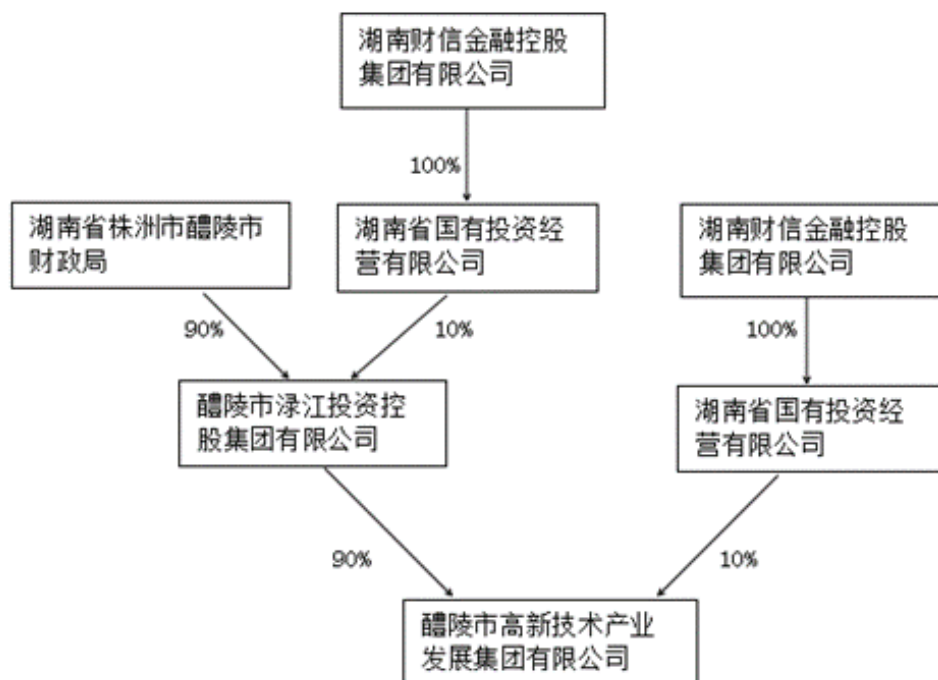 湖南财信金融控股
集团有限公司
100%
湖南省株洲市醴陵市
财政局
湖南省国有投资经
营有限公司
湖南财信金融控股
集团有限公司
90%
10%
100%
醴陵市渌江投资控
股集团有限公司
湖南省国有投资经
营有限公司
90%
10%
醴陵市高新技术产业
发展集团有限公司